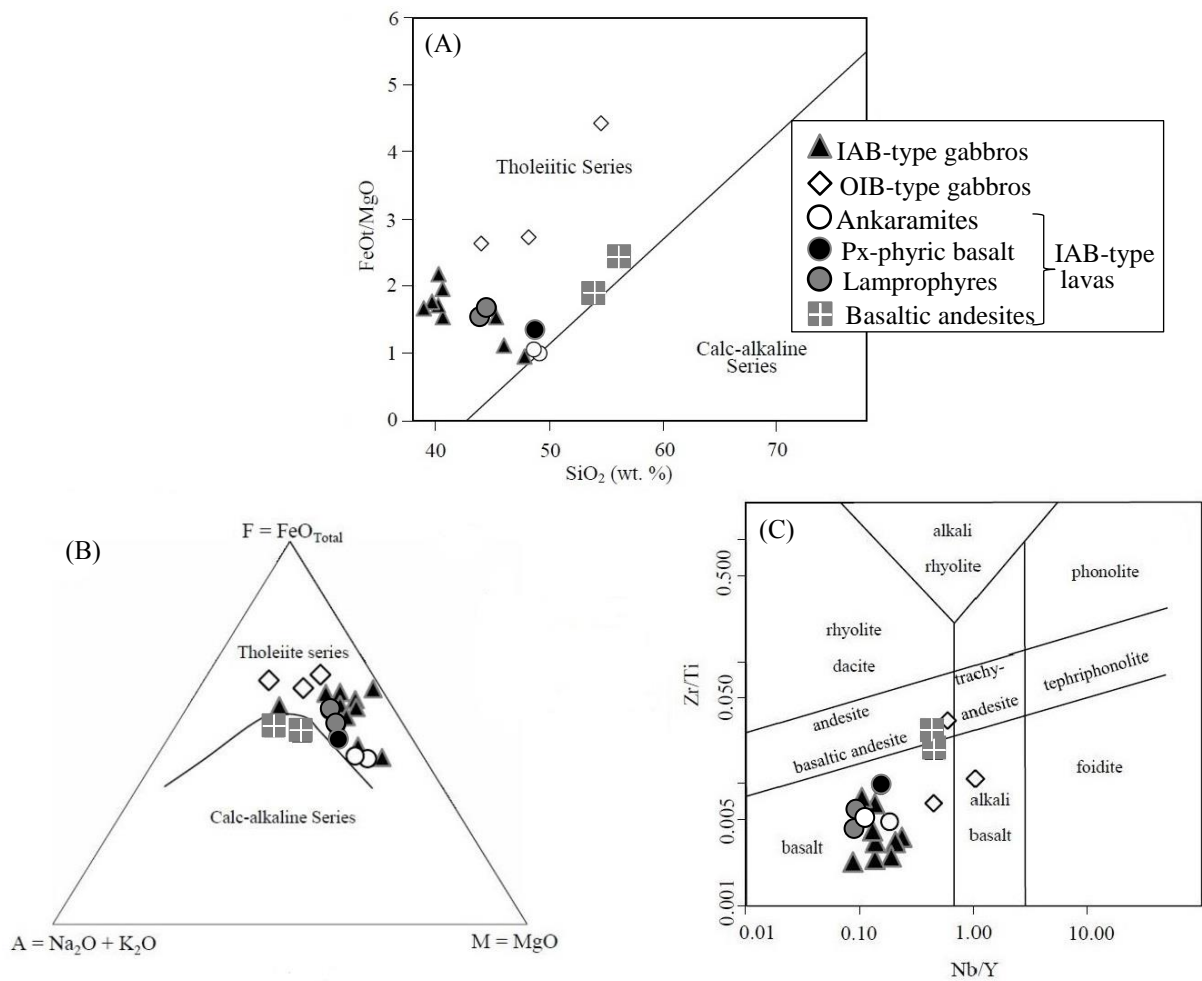 (A)
6
5
4
3
2
1
0
FeOt/MgO
Tholeiitic Series
Calc-alkaline
Series
40
50
60
70
SiO₂ (wt. %)
IAB-type gabbros
OIB-type gabbros
Ankaramites
Px-phyric basalt
Lamprophyres
Basaltic andesites
IAB-type
lavas
(B)
F = FeO_Total
Tholeiite series
Calc-alkaline Series
A = Na₂O + K₂O
M = MgO
(C)
0.500
0.050
0.005
0.001
Zr/Ti
alkali
rhyolite
phonolite
rhyolite
dacite
trachy-
andesite
tephriphonolite
andesite
basaltic andesite
foidite
basalt
alkali
basalt
0.01
0.10
1.00
10.00
Nb/Y